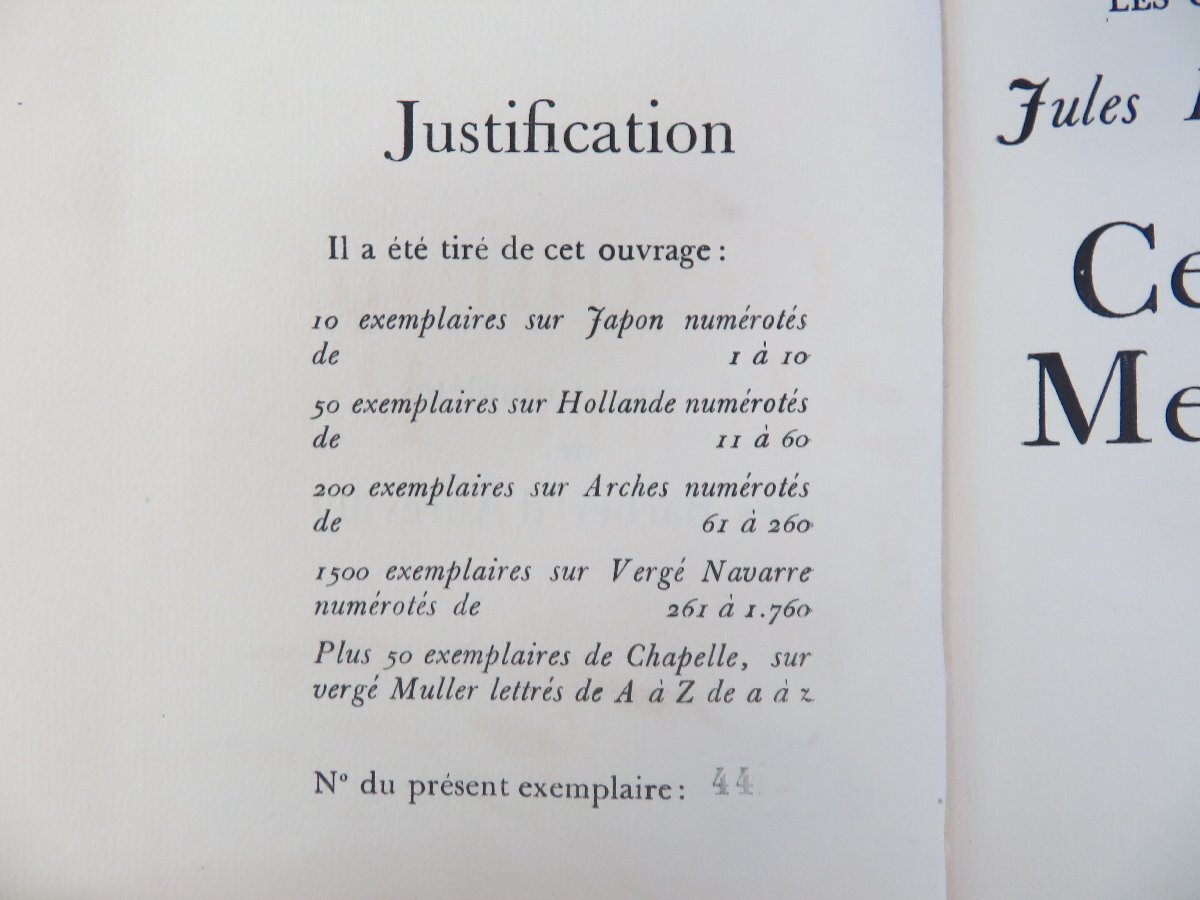 Justification
Il a été tiré de cet ouvrage :
10 exemplaires sur Japon numérotés
de 1 à 10
50 exemplaires sur Hollande numérotés
de 11 à 60
200 exemplaires sur Arches numérotés
de 61 à 260
1500 exemplaires sur Vergé Navarre
numérotés de 261 à 1.760
Plus 50 exemplaires de Chapelle, sur
vergé Muller lettrés de A à Z de a à z
Nº du présent exemplaire : 44
LES
Jules
Ce
Me